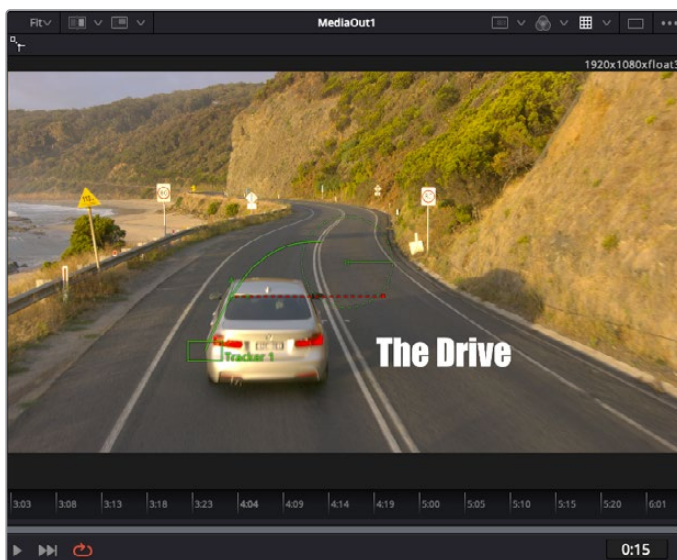 Fit MediaOut1
1920x1080xfloat3
Tracker 1
The Drive
3:03 3:08 3:13 3:18 3:23 4:04 4:09 4:14 4:19 5:00 5:05 5:10 5:15 5:20 6:01
0:15